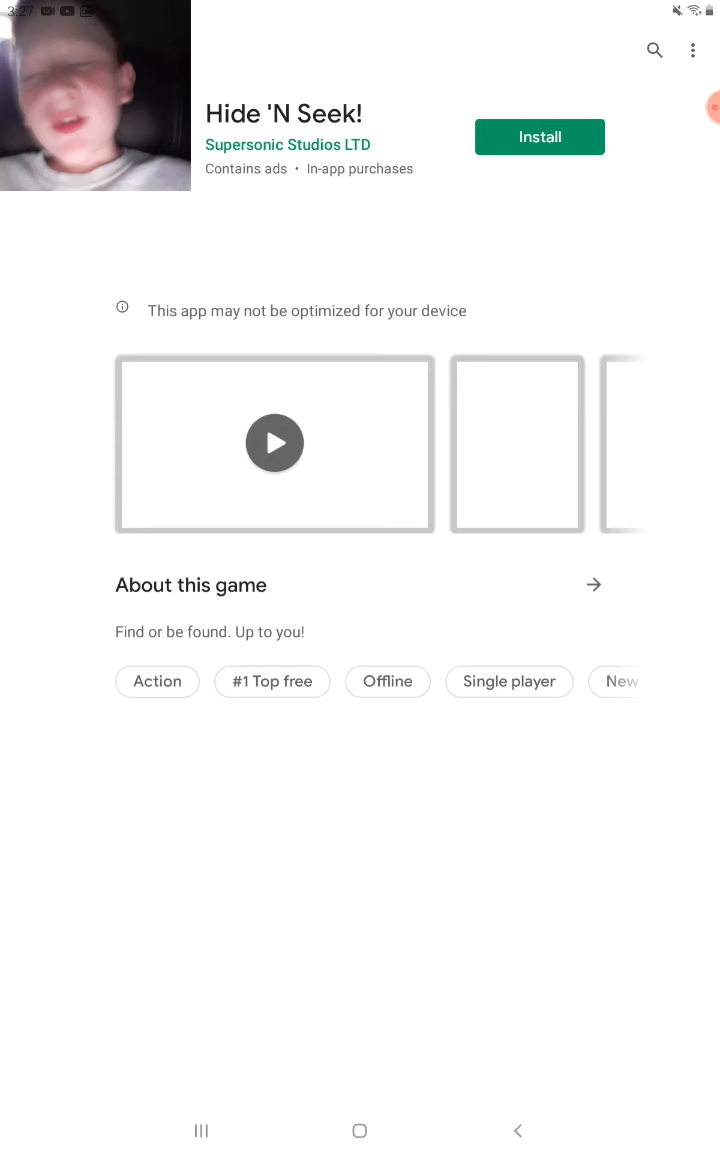 3:27
Hide 'N Seek!
Supersonic Studios LTD
Contains ads • In-app purchases
Install
This app may not be optimized for your device
About this game
Find or be found. Up to you!
Action
#1 Top free
Offline
Single player
New